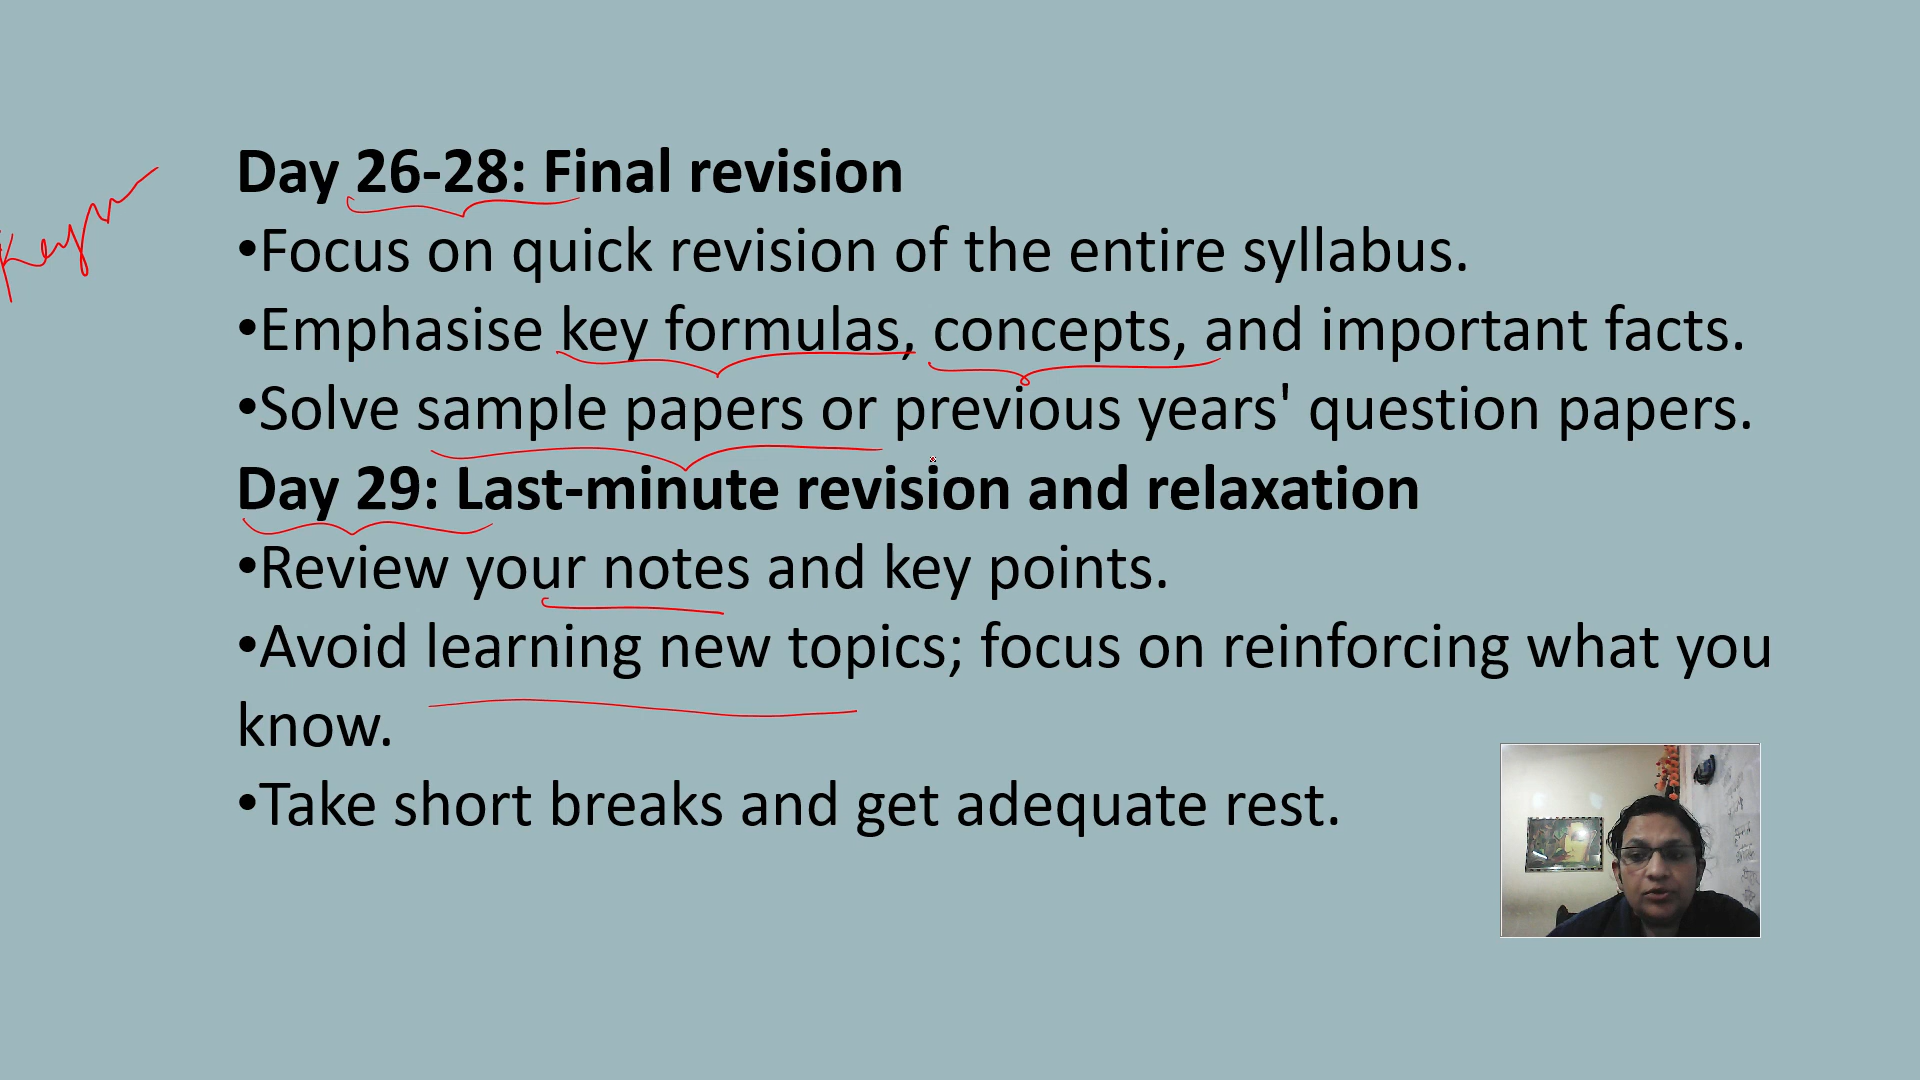 Day 26-28: Final revision
•Focus on quick revision of the entire syllabus.
•Emphasise key formulas, concepts, and important facts.
•Solve sample papers or previous years' question papers.
Day 29: Last-minute revision and relaxation
•Review your notes and key points.
•Avoid learning new topics; focus on reinforcing what you
know.
•Take short breaks and get adequate rest.